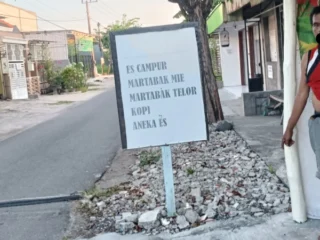 ES CAMPUR
MARTABAK MIE
MARTABAK TELOR
KOPI
ANEKA ES